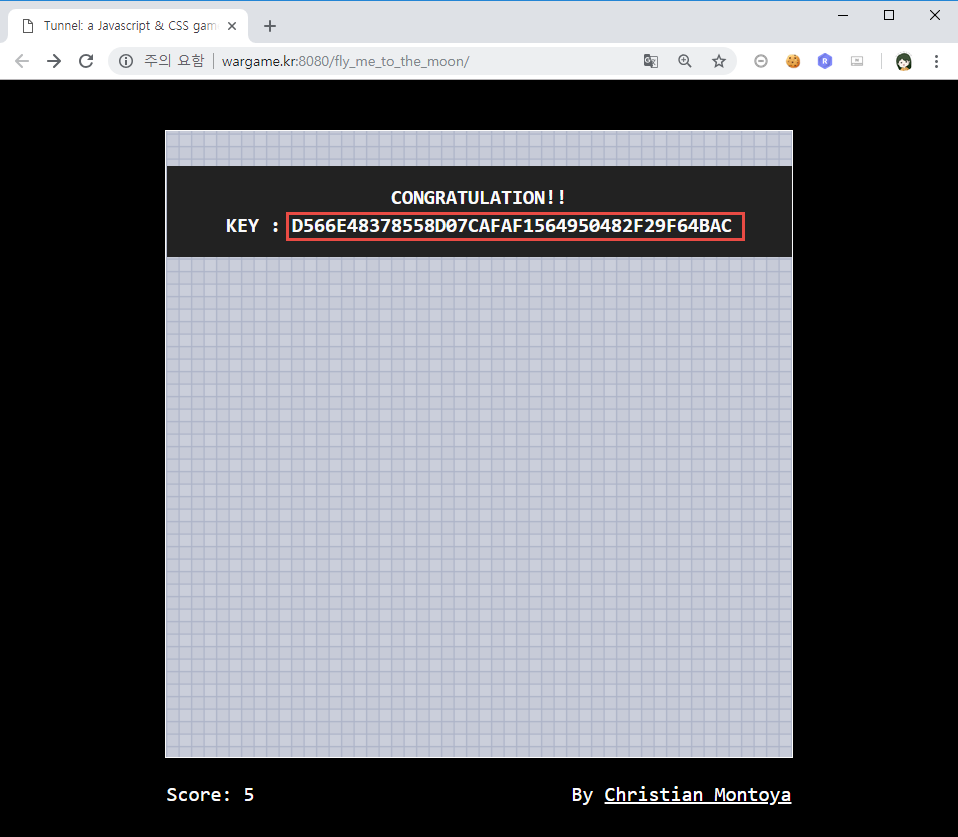 Tunnel: a Javascript & CSS gam
주의 요함
wargame.kr:8080/fly_me_to_the_moon/
R
CONGRATULATION!!
KEY : D566E48378558D07CAFAF1564950482F29F64BAC
Score: 5
By Christian Montoya